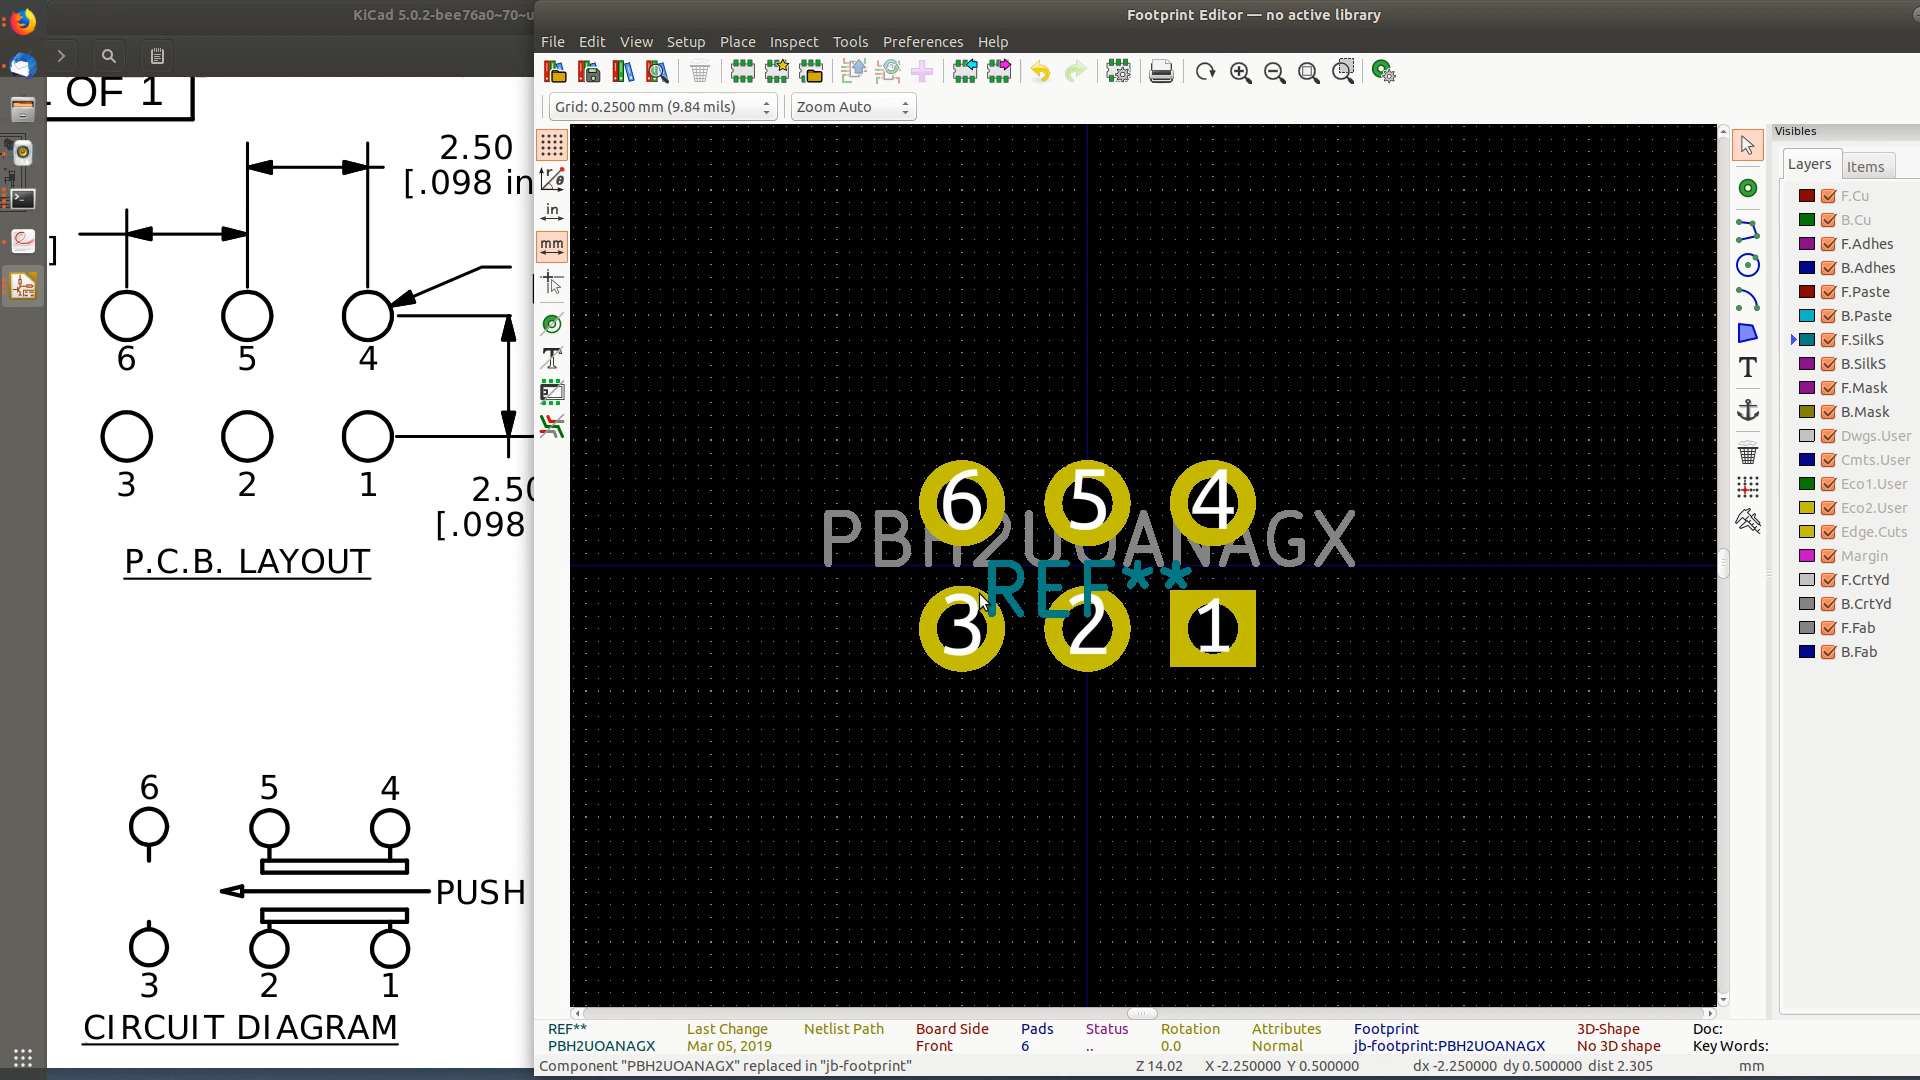 KiCad 5.0.2-bee76a0~70~u
Footprint Editor — no active library
File Edit View Setup Place Inspect Tools Preferences Help
Grid: 0.2500 mm (9.84 mils)
Zoom Auto
OF 1
2.50
[.098 in
]
6 5 4
3 2 1
2.50
[.098
P.C.B. LAYOUT
6 5 4
PUSH
3 2 1
CIRCUIT DIAGRAM
in
mm
6 5 4
PBH2UOANAGX
REF**
3 2 1
T
Visibles
Layers Items
F.Cu
B.Cu
F.Adhes
B.Adhes
F.Paste
B.Paste
F.SilkS
B.SilkS
F.Mask
B.Mask
Dwgs.User
Cmts.User
Eco1.User
Eco2.User
Edge.Cuts
Margin
F.CrtYd
B.CrtYd
F.Fab
B.Fab
REF** Last Change Netlist Path Board Side Pads Status Rotation Attributes Footprint 3D-Shape Doc:
PBH2UOANAGX Mar 05, 2019 Front 6 .. 0.0 Normal jb-footprint:PBH2UOANAGX No 3D shape Key Words:
Component "PBH2UOANAGX" replaced in "jb-footprint" Z 14.02 X -2.250000 Y 0.500000 dx -2.250000 dy 0.500000 dist 2.305 mm